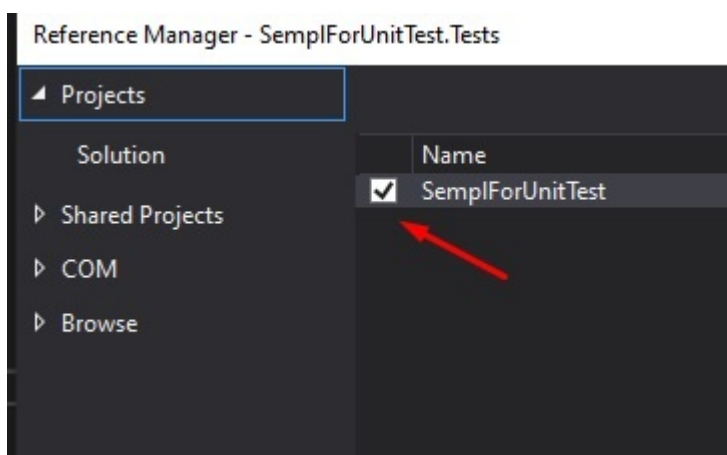 Reference Manager - SemplForUnitTest.Tests
Projects
Solution
Shared Projects
COM
Browse
Name
SemplForUnitTest